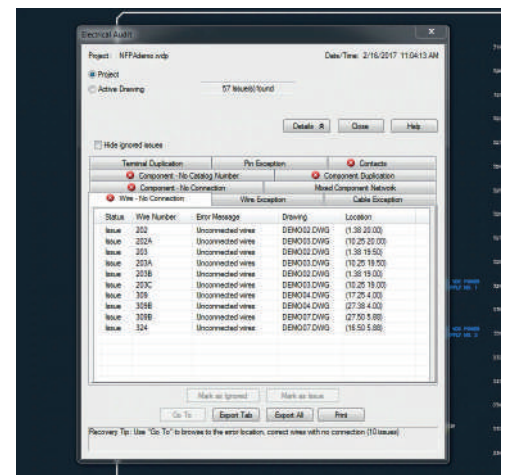 Electrical Audit
Project: NFPAdemo.wdp Date/Time: 2/16/2017 11:04:13 AM
Project
Active Drawing 57 Issue(s) found
Details Close Help
Hide ignored issues
Terminal Duplication Pin Exception Contacts
Component - No Catalog Number Component Duplication
Component - No Connection Mixed Component Network
Wire - No Connection Wire Exception Cable Exception
Status Wire Number Error Message Drawing Location
Issue 202 Unconnected wires DEMO02.DWG (1.38 20.00)
Issue 202A Unconnected wires DEMO03.DWG (10.25 20.00)
Issue 203 Unconnected wires DEMO02.DWG (1.38 19.50)
Issue 203A Unconnected wires DEMO03.DWG (10.25 19.50)
Issue 203B Unconnected wires DEMO02.DWG (1.38 19.00)
Issue 203C Unconnected wires DEMO03.DWG (10.25 19.00)
Issue 309 Unconnected wires DEMO04.DWG (17.25 4.00)
Issue 309B Unconnected wires DEMO04.DWG (27.38 4.00)
Issue 309B Unconnected wires DEMO07.DWG (27.50 5.88)
Issue 324 Unconnected wires DEMO07.DWG (16.50 5.88)
Mark as Ignored Mark as Issue
Go To Export Tab Export All Print
Recovery Tip: Use "Go To" to browse to the error location, correct wires with no connection (10 issues)